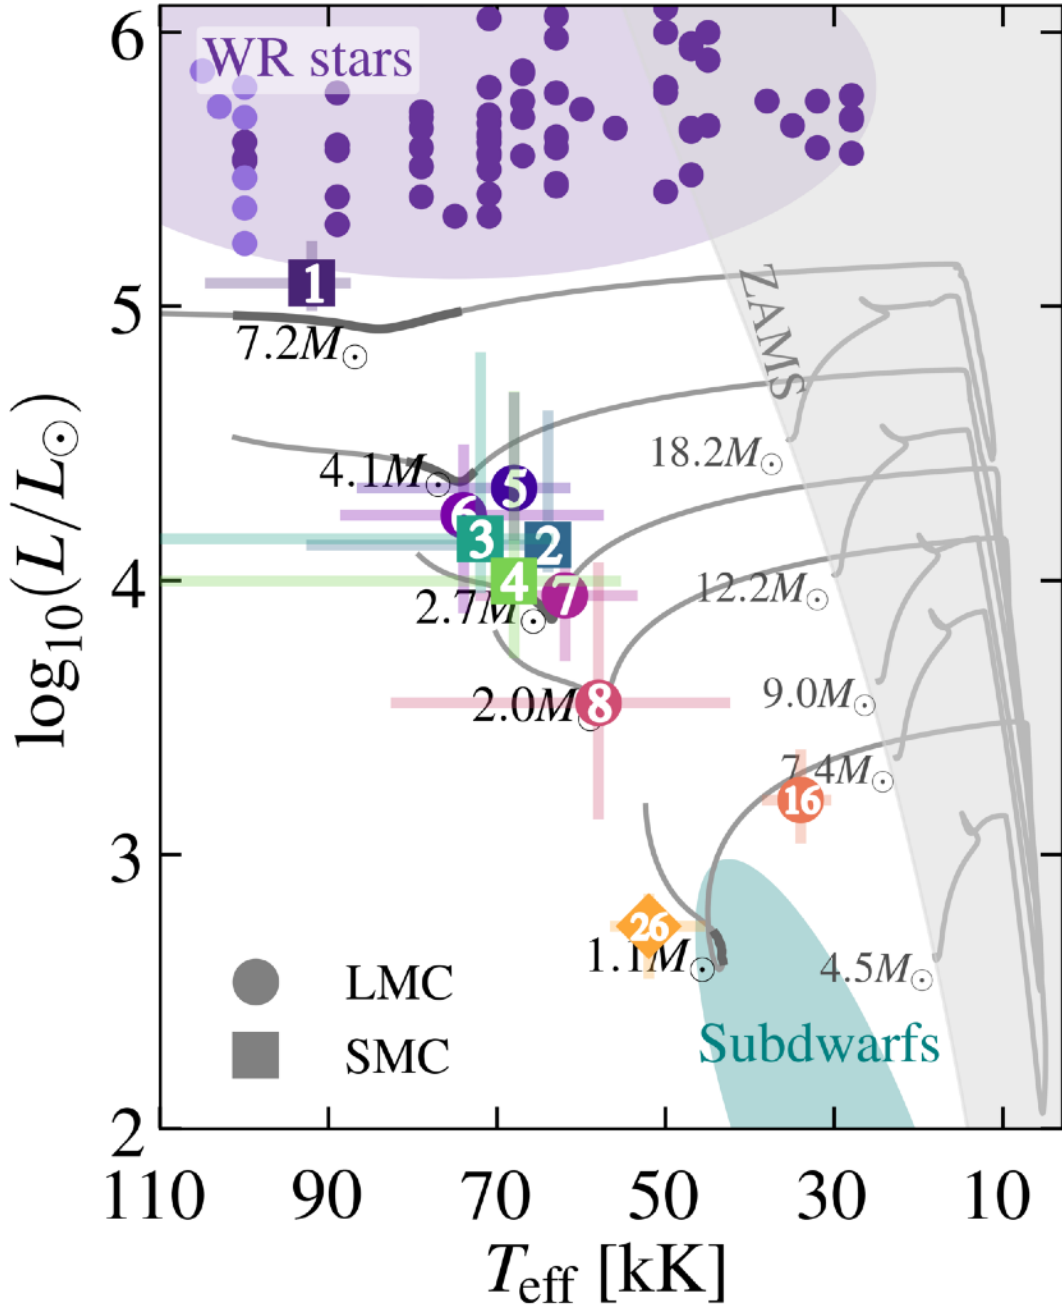 6
WR stars
1
5
7.2M⊙
ZAMS
4.1M⊙
18.2M⊙
5
6
3
2
4
4
7
2.7M⊙
12.2M⊙
2.0M⊙
8
9.0M⊙
7.4M⊙
16
3
26
1.1M⊙
4.5M⊙
LMC
SMC
Subdwarfs
2
log₁₀(L/L⊙)
110 90 70 50 30 10
T_eff [kK]